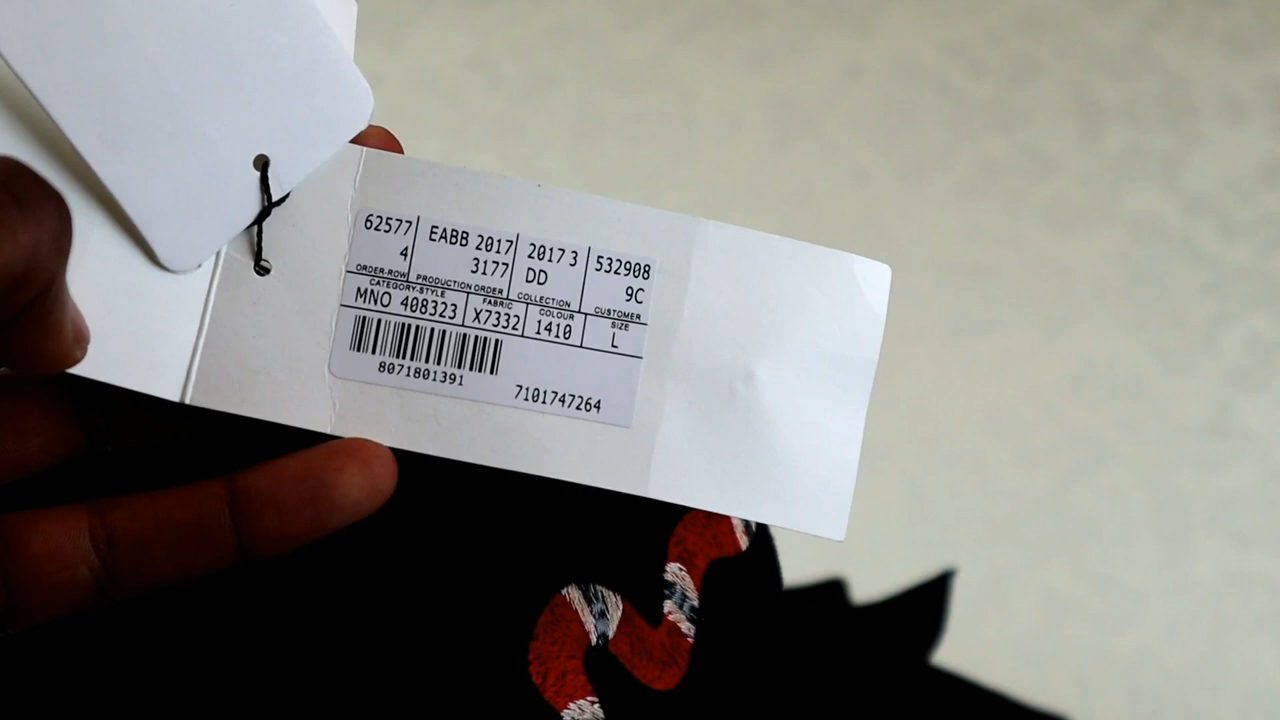 62577 EABB 2017 2017 3 532908
4 3177 DD 9C
ORDER-ROW PRODUCTION ORDER COLLECTION CUSTOMER
CATEGORY-STYLE FABRIC COLOUR SIZE
MNO 408323 X7332 1410 L
8071801391
7101747264